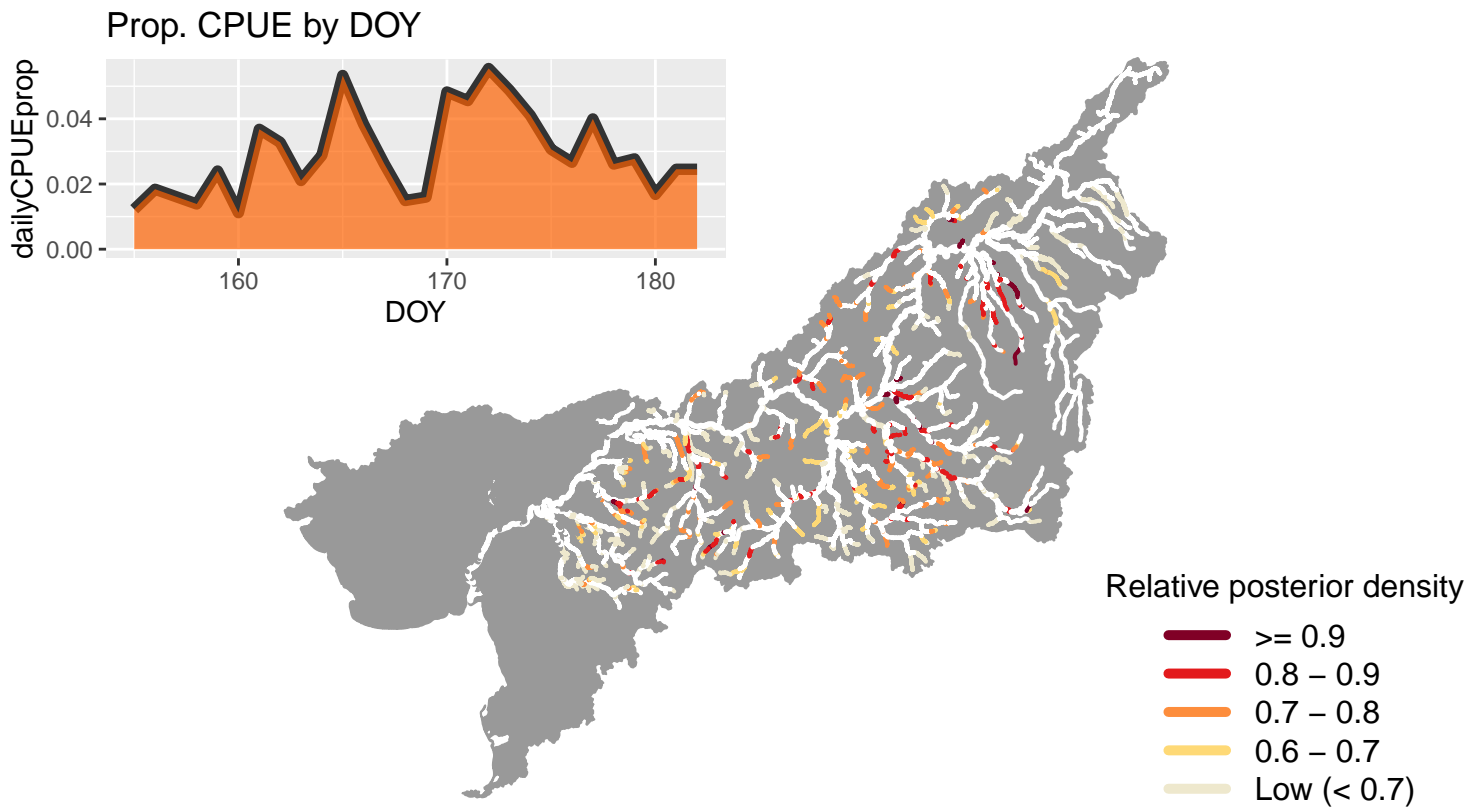 Prop. CPUE by DOY
dailyCPUEprop
0.04
0.02
0.00
160 170 180
DOY
Relative posterior density
>= 0.9
0.8 − 0.9
0.7 − 0.8
0.6 − 0.7
Low (< 0.7)